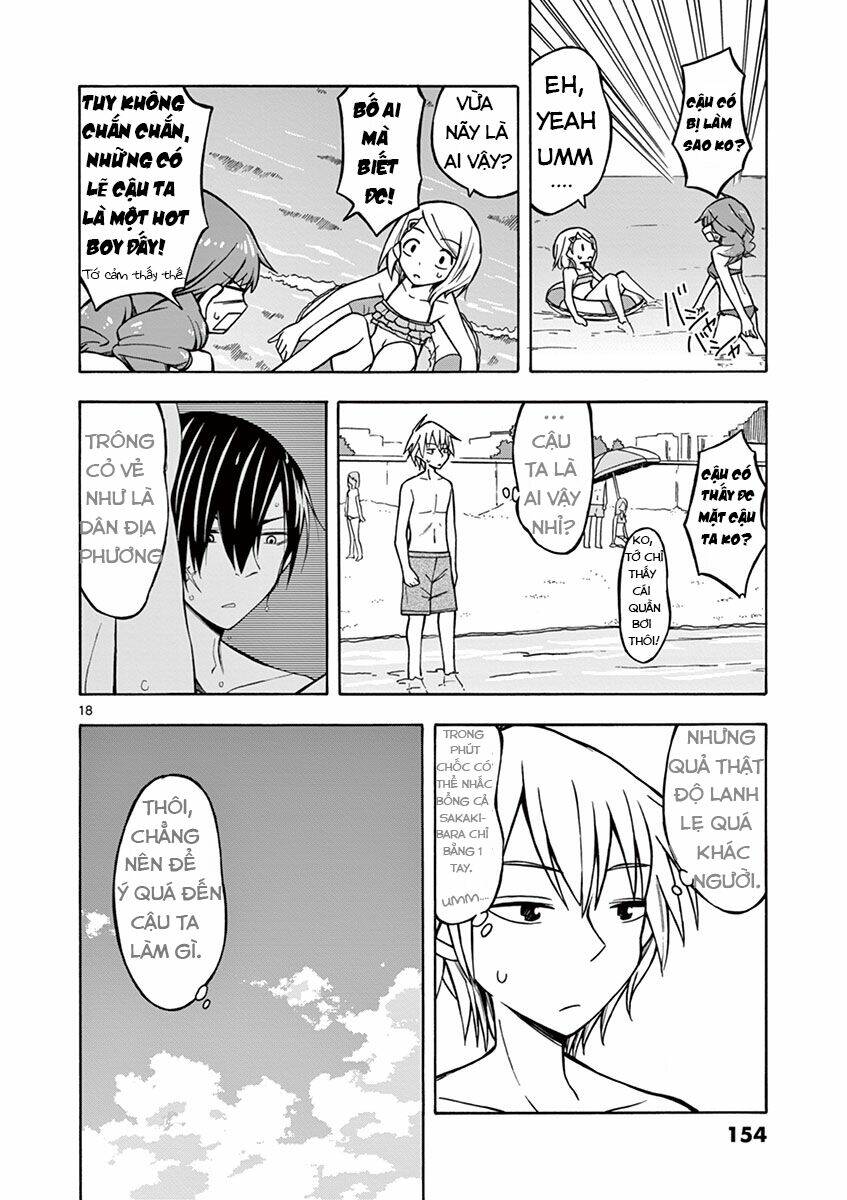 CẬU CÓ
BỊ LÀM
SAO KO?
EH,
YEAH
UMM
.....
VỪA
NÃY LÀ
AI VẬY?
BỐ AI
MÀ
BIẾT
ĐC!
TUY KHÔNG
CHẮN CHẮN,
NHỮNG CÓ
LẼ CẬU TA
LÀ MỘT HOT
BOY ĐẤY!
Tớ cảm thấy thế.
CẬU CÓ
THẤY ĐC
MẶT CẬU
TA KO?
KO,
TỚ CHỈ
THẤY
CÁI
QUẦN
BƠI
THÔI!
...
CẬU
TA LÀ
AI VẬY
NHỈ?
TRÔNG
CỎ VẺ
NHƯ LÀ
DÂN ĐỊA
PHƯƠNG
18
NHƯNG
QUẢ THẬT
ĐỘ LANH
LẸ QUÁ
KHÁC
NGƯỜI.
TRONG
PHÚT
CHỐC CÓ
THỂ NHẤC
BỔNG CẢ
SAKAKI-
BARA CHỈ
BẰNG 1
TAY.
UMM....
THÔI,
CHẲNG
NÊN ĐỂ
Ý QUÁ ĐẾN
CẬU TA
LÀM GÌ.
154